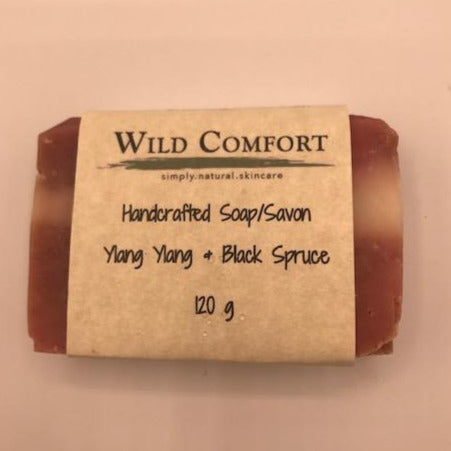 WILD COMFORT
simply.natural.skincare
Handcrafted Soap/Savon
Ylang Ylang + Black Spruce
120 g